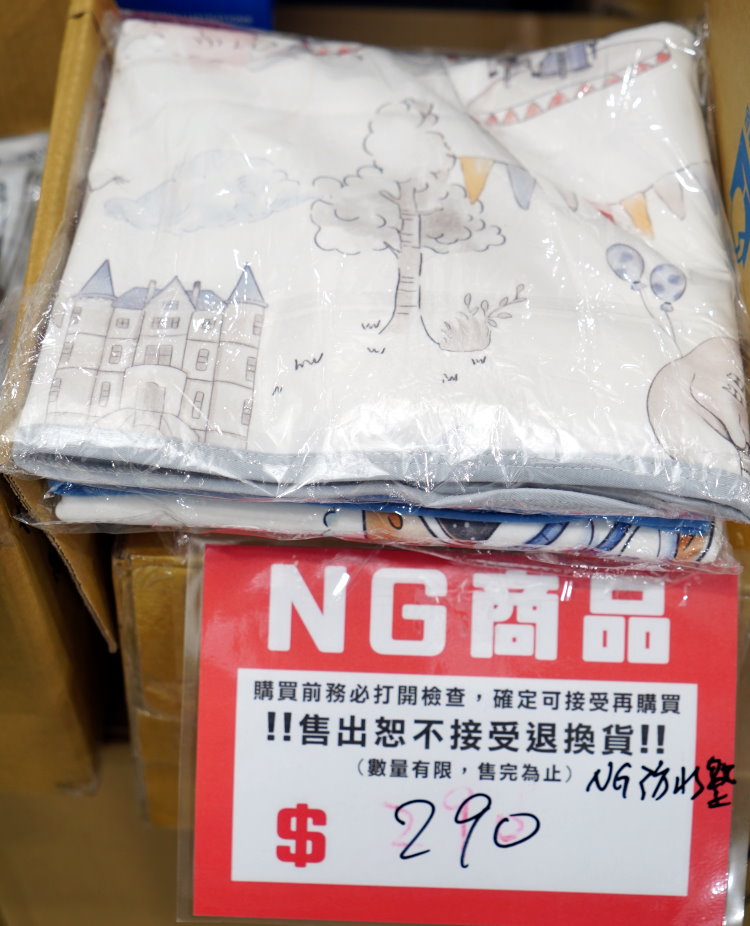 NG商品
購買前務必打開檢查，確定可接受再購買
!!售出恕不接受退換貨!!
（數量有限，售完為止）
NG防水墊
$ 290